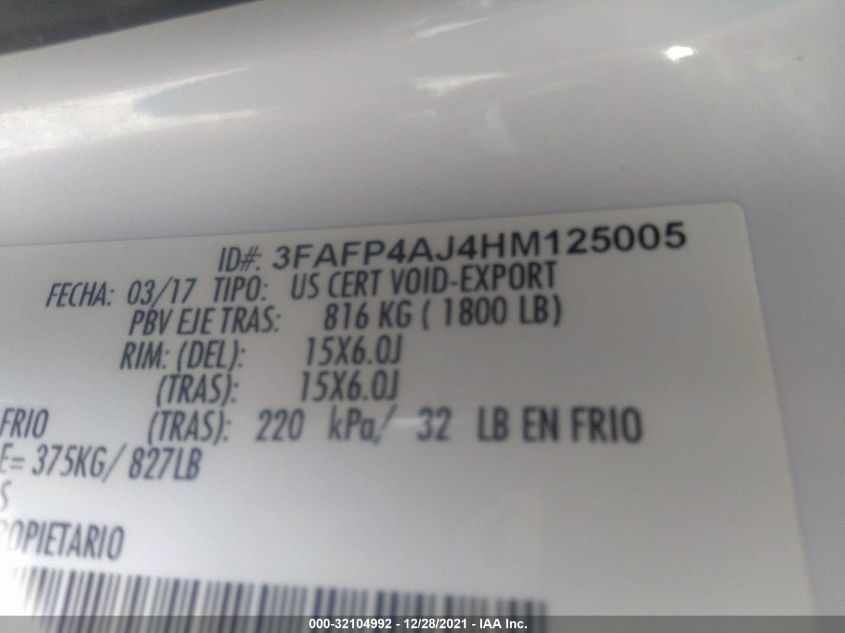 ID#: 3FAFP4AJ4HM125005
FECHA: 03/17 TIPO: US CERT VOID-EXPORT
PBV EJE TRAS: 816 KG ( 1800 LB)
RIM: (DEL): 15X6.0J
(TRAS): 15X6.0J
FRIO (TRAS): 220 kPa/ 32 LB EN FRIO
E= 375KG/ 827LB
S
ROPIETARIO
000-32104992 - 12/28/2021 - IAA Inc.